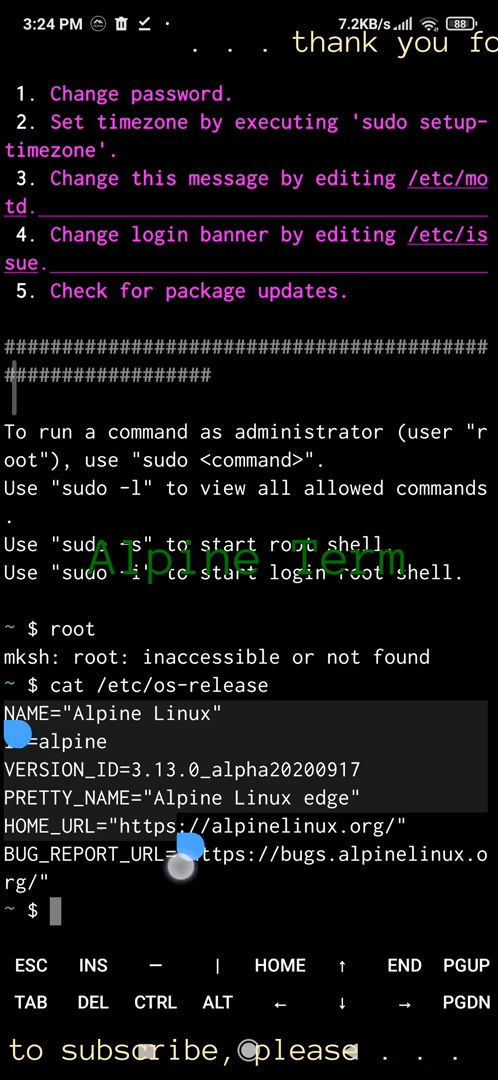 3:24 PM 7.2KB/s 88
. . . thank you fo
1. Change password.
2. Set timezone by executing 'sudo setup-
timezone'.
3. Change this message by editing /etc/mo
td.
4. Change login banner by editing /etc/is
sue.
5. Check for package updates.
##########################################
##################
To run a command as administrator (user "r
oot"), use "sudo <command>".
Use "sudo -l" to view all allowed commands
.
Use "sudo -s" to start root shell.
Alpine Term
Use "sudo -i" to start login root shell.
~ $ root
mksh: root: inaccessible or not found
~ $ cat /etc/os-release
NAME="Alpine Linux"
ID=alpine
VERSION_ID=3.13.0_alpha20200917
PRETTY_NAME="Alpine Linux edge"
HOME_URL="https://alpinelinux.org/"
BUG_REPORT_URL="https://bugs.alpinelinux.o
rg/"
~ $
ESC INS — | HOME ↑ END PGUP
TAB DEL CTRL ALT ← ↓ → PGDN
to subscribe, please . . .